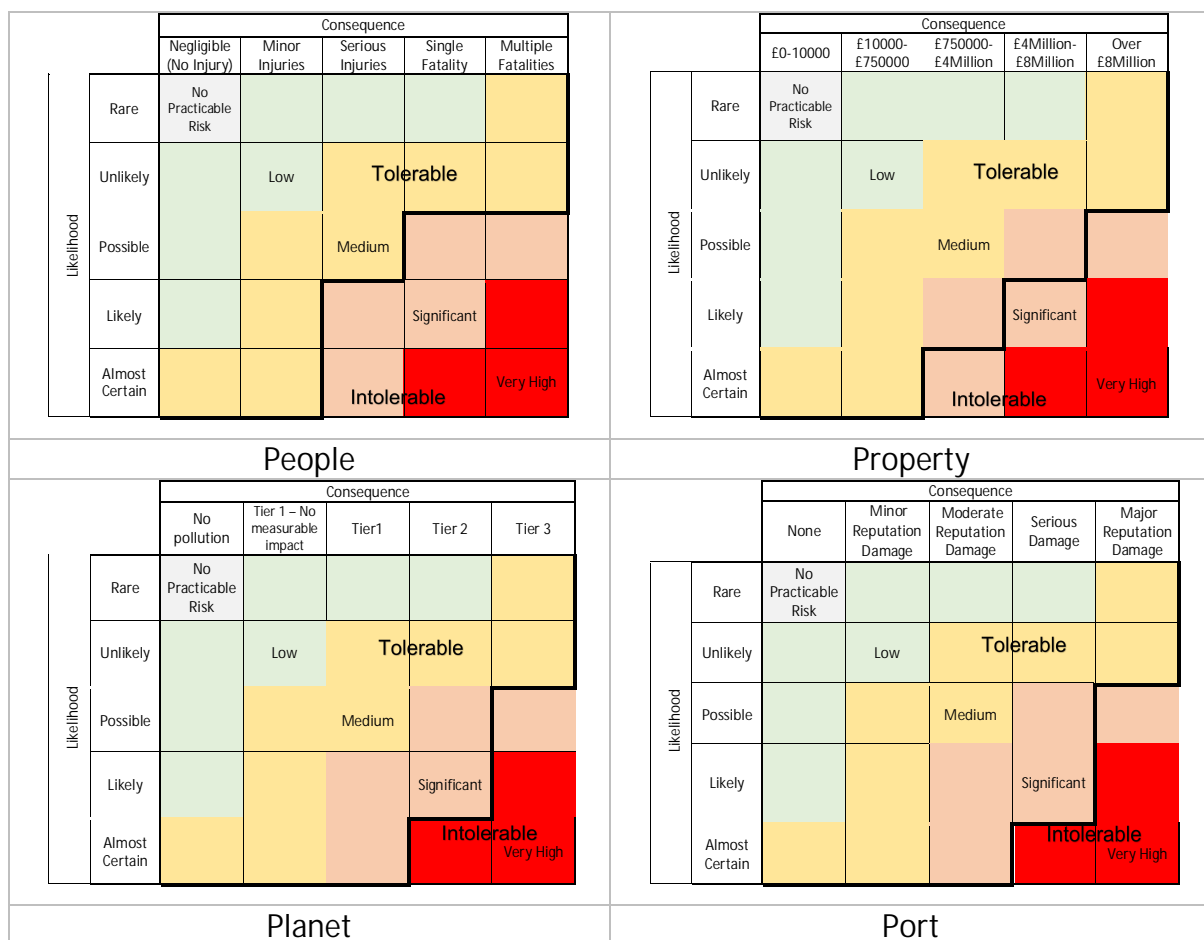 Consequence
Negligible
(No Injury)
Minor
Injuries
Serious
Injuries
Single
Fatality
Multiple
Fatalities
Likelihood
Rare
No
Practicable
Risk
Unlikely
Low
Tolerable
Possible
Medium
Likely
Significant
Almost
Certain
Intolerable
Very High
People
Consequence
£0-10000
£10000-
£750000
£750000-
£4Million
£4Million-
£8Million
Over
£8Million
Likelihood
Rare
No
Practicable
Risk
Unlikely
Low
Tolerable
Possible
Medium
Likely
Significant
Almost
Certain
Intolerable
Very High
Property
Consequence
No
pollution
Tier 1 – No
measurable
impact
Tier1
Tier 2
Tier 3
Likelihood
Rare
No
Practicable
Risk
Unlikely
Low
Tolerable
Possible
Medium
Likely
Significant
Almost
Certain
Intolerable
Very High
Planet
Consequence
None
Minor
Reputation
Damage
Moderate
Reputation
Damage
Serious
Damage
Major
Reputation
Damage
Likelihood
Rare
No
Practicable
Risk
Unlikely
Low
Tolerable
Possible
Medium
Likely
Significant
Almost
Certain
Intolerable
Very High
Port